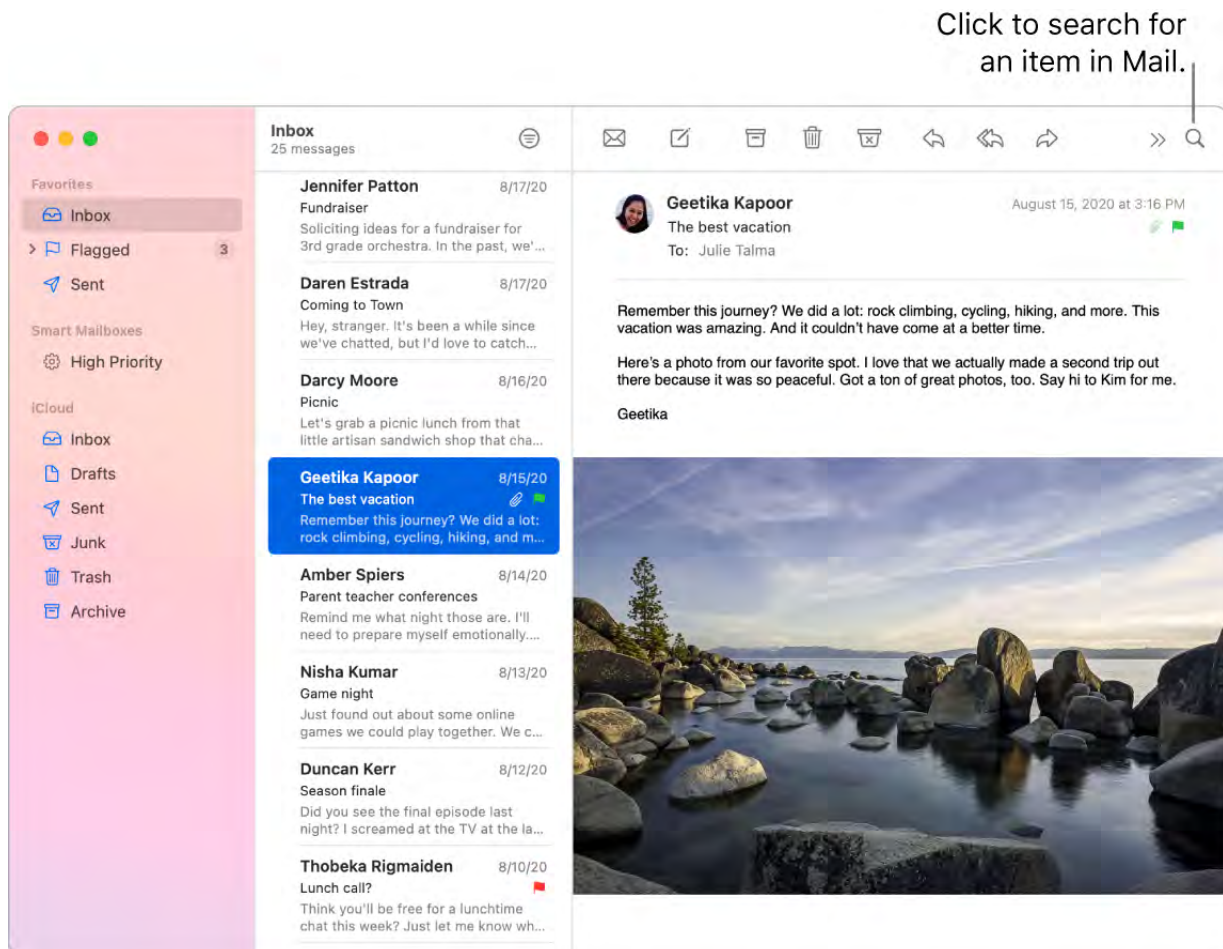 Click to search for
an item in Mail.
Favorites
Inbox
Flagged 3
Sent
Smart Mailboxes
High Priority
iCloud
Inbox
Drafts
Sent
Junk
Trash
Archive
Inbox
25 messages
Jennifer Patton 8/17/20
Fundraiser
Soliciting ideas for a fundraiser for
3rd grade orchestra. In the past, we'...
Daren Estrada 8/17/20
Coming to Town
Hey, stranger. It's been a while since
we've chatted, but I'd love to catch...
Darcy Moore 8/16/20
Picnic
Let's grab a picnic lunch from that
little artisan sandwich shop that cha...
Geetika Kapoor 8/15/20
The best vacation
Remember this journey? We did a lot:
rock climbing, cycling, hiking, and m...
Amber Spiers 8/14/20
Parent teacher conferences
Remind me what night those are. I'll
need to prepare myself emotionally....
Nisha Kumar 8/13/20
Game night
Just found out about some online
games we could play together. We c...
Duncan Kerr 8/12/20
Season finale
Did you see the final episode last
night? I screamed at the TV at the la...
Thobeka Rigmaiden 8/10/20
Lunch call?
Think you'll be free for a lunchtime
chat this week? Just let me know wh...
Geetika Kapoor August 15, 2020 at 3:16 PM
The best vacation
To: Julie Talma
Remember this journey? We did a lot: rock climbing, cycling, hiking, and more. This
vacation was amazing. And it couldn't have come at a better time.
Here's a photo from our favorite spot. I love that we actually made a second trip out
there because it was so peaceful. Got a ton of great photos, too. Say hi to Kim for me.
Geetika